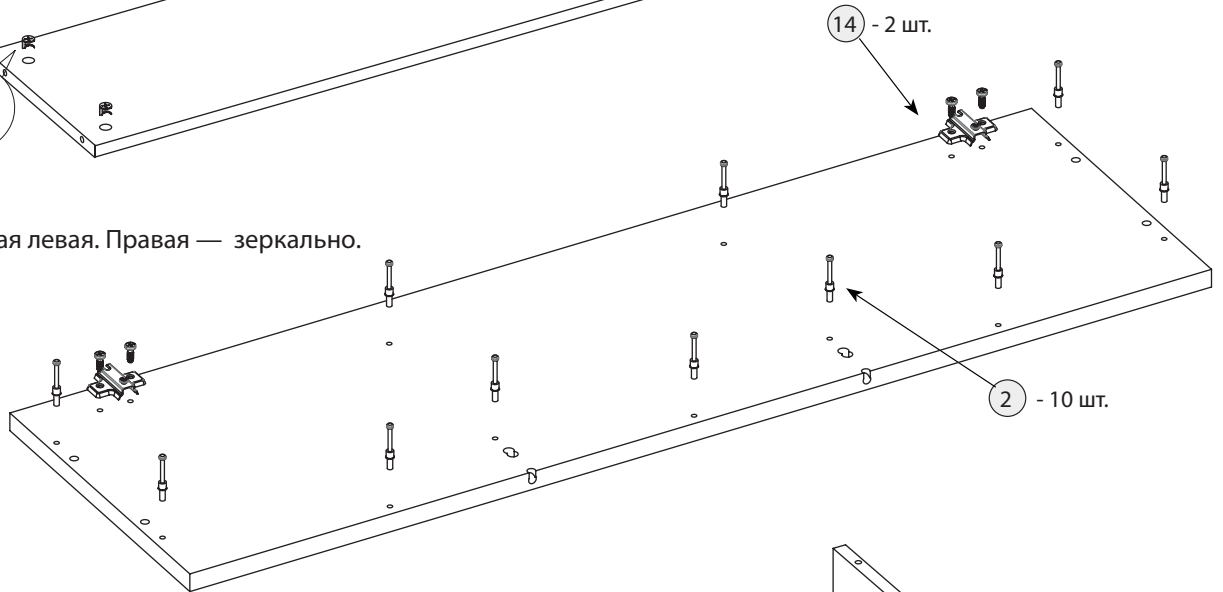 14 - 2 шт.
ая левая. Правая — зеркально.
2 - 10 шт.